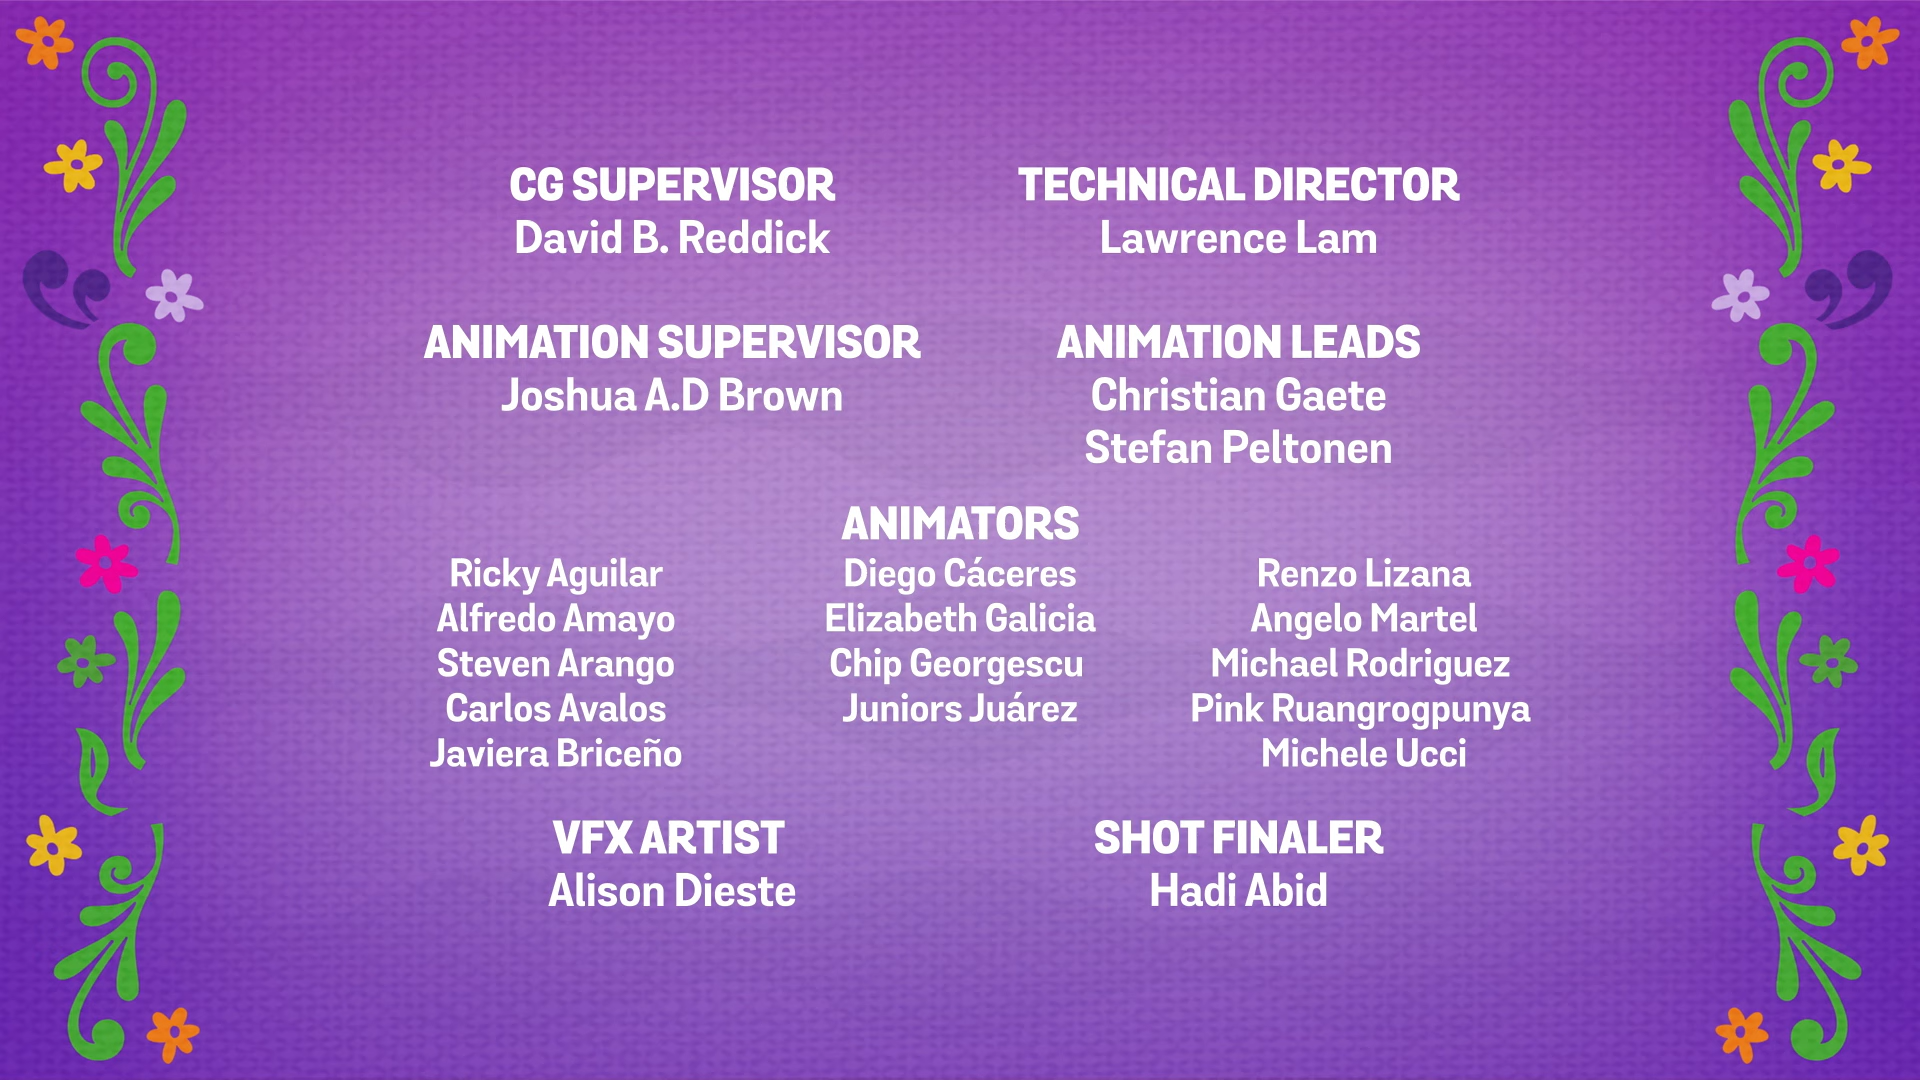 CG SUPERVISOR
David B. Reddick
TECHNICAL DIRECTOR
Lawrence Lam
ANIMATION SUPERVISOR
Joshua A.D Brown
ANIMATION LEADS
Christian Gaete
Stefan Peltonen
ANIMATORS
Ricky Aguilar
Alfredo Amayo
Steven Arango
Carlos Avalos
Javiera Briceño
Diego Cáceres
Elizabeth Galicia
Chip Georgescu
Juniors Juárez
Renzo Lizana
Angelo Martel
Michael Rodriguez
Pink Ruangrogpunya
Michele Ucci
VFX ARTIST
Alison Dieste
SHOT FINALER
Hadi Abid